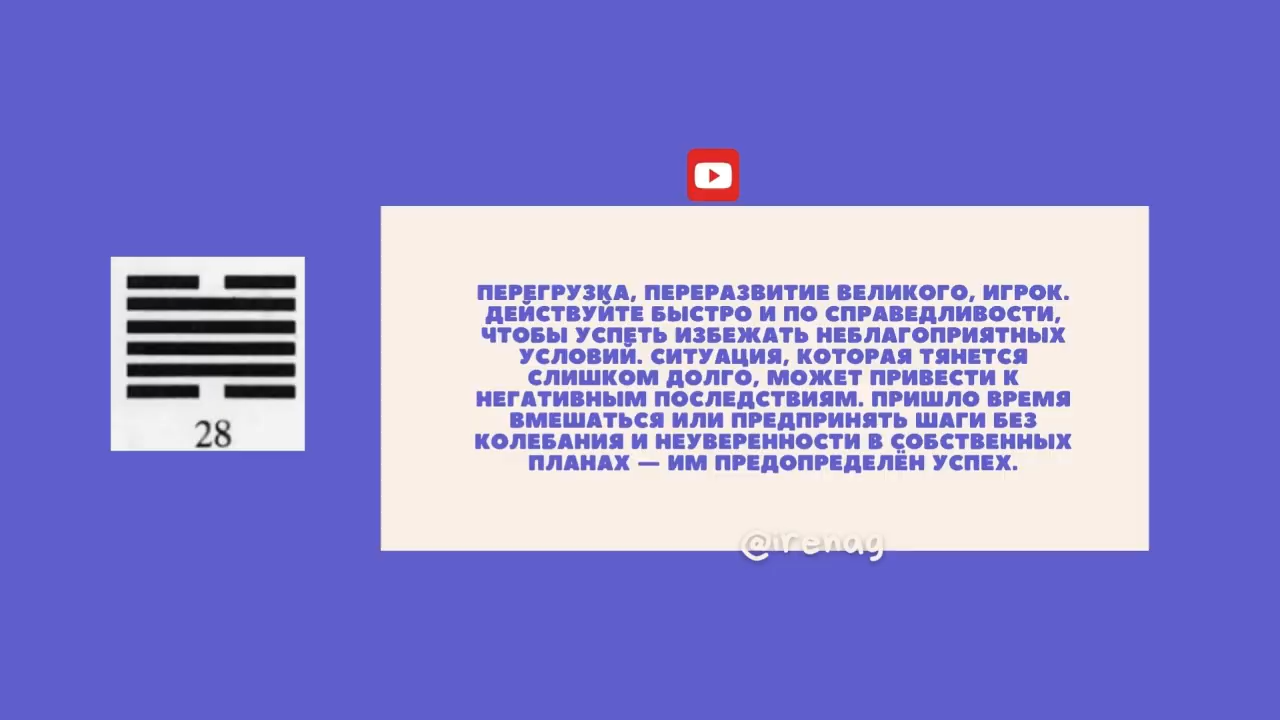 28
ПЕРЕГРУЗКА, ПЕРЕРАЗВИТИЕ ВЕЛИКОГО, ИГРОК.
ДЕЙСТВУЙТЕ БЫСТРО И ПО СПРАВЕДЛИВОСТИ,
ЧТОБЫ УСПЕТЬ ИЗБЕЖАТЬ НЕБЛАГОПРИЯТНЫХ
УСЛОВИЙ. СИТУАЦИЯ, КОТОРАЯ ТЯНЕТСЯ
СЛИШКОМ ДОЛГО, МОЖЕТ ПРИВЕСТИ К
НЕГАТИВНЫМ ПОСЛЕДСТВИЯМ. ПРИШЛО ВРЕМЯ
ВМЕШАТЬСЯ ИЛИ ПРЕДПРИНЯТЬ ШАГИ БЕЗ
КОЛЕБАНИЯ И НЕУВЕРЕННОСТИ В СОБСТВЕННЫХ
ПЛАНАХ — ИМ ПРЕДОПРЕДЕЛЁН УСПЕХ.
@irenag